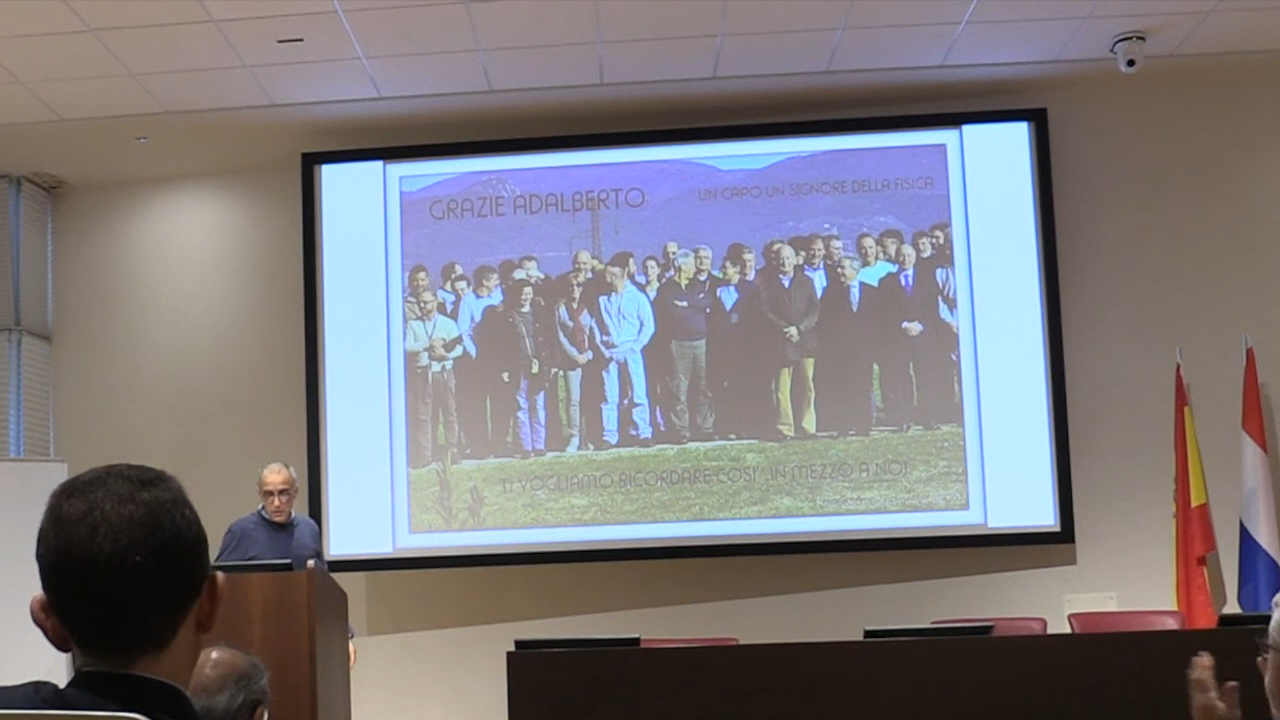 GRAZIE ADALBERTO
UN CAPO UN SIGNORE DELLA FISICA
TI VOGLIAMO RICORDARE COSI' IN MEZZO A NOI